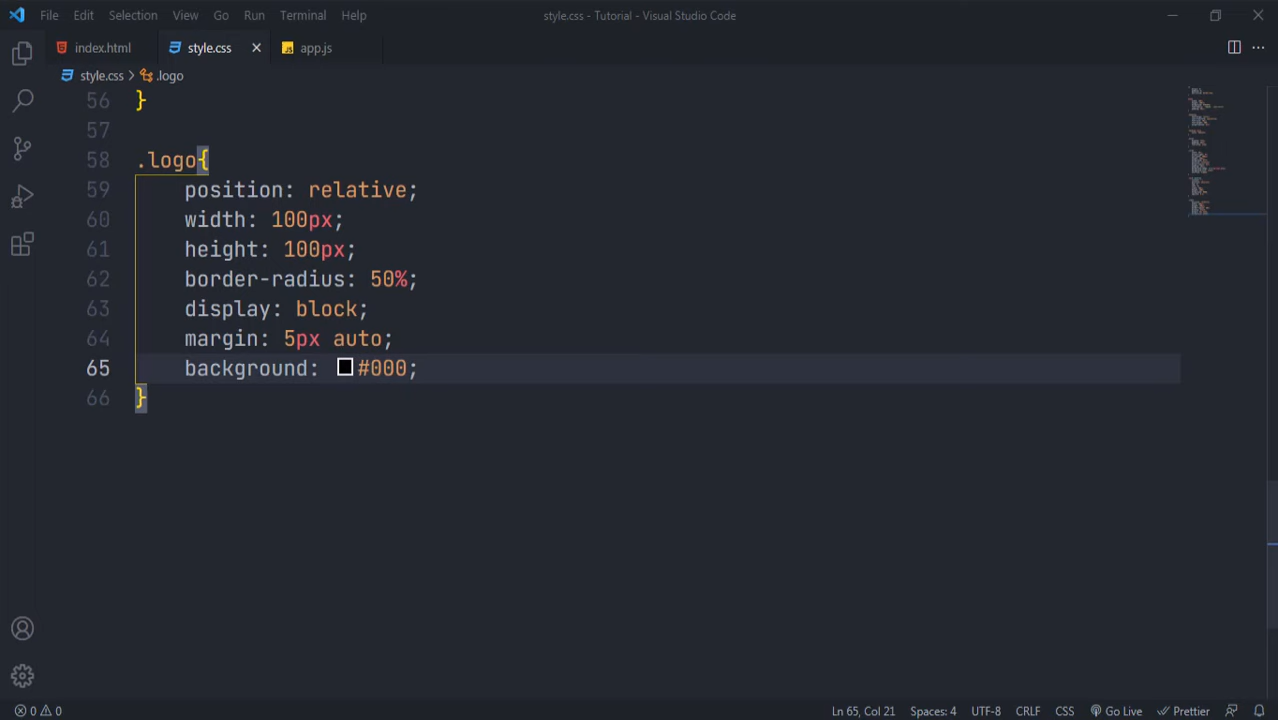 File Edit Selection View Go Run Terminal Help
style.css - Tutorial - Visual Studio Code
index.html style.css app.js
style.css > .logo
56 }
57
58 .logo{
59 position: relative;
60 width: 100px;
61 height: 100px;
62 border-radius: 50%;
63 display: block;
64 margin: 5px auto;
65 background: #000;
66 }
0 0 Ln 65, Col 21 Spaces: 4 UTF-8 CRLF CSS Go Live Prettier